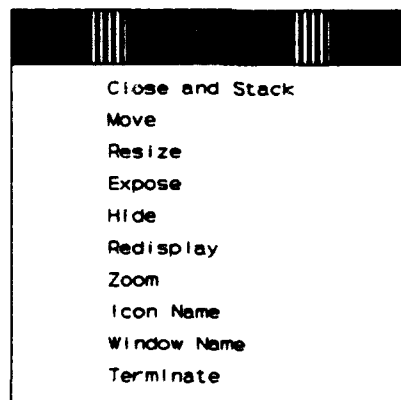 Close and Stack
Move
Resize
Expose
Hide
Redisplay
Zoom
Icon Name
Window Name
Terminate